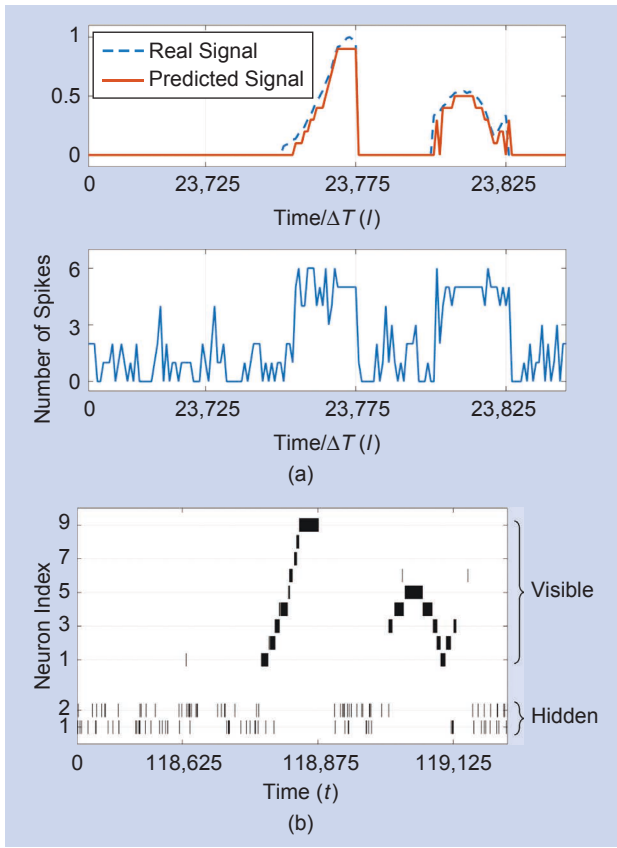 1
Real Signal
Predicted Signal
0.5
0
0 23,725 23,775 23,825
Time/ΔT (l)
Number of Spikes
6
3
0
0 23,725 23,775 23,825
Time/ΔT (l)
(a)
Neuron Index
9
7
5
3
1
Visible
2
1
Hidden
0 118,625 118,875 119,125
Time (t)
(b)